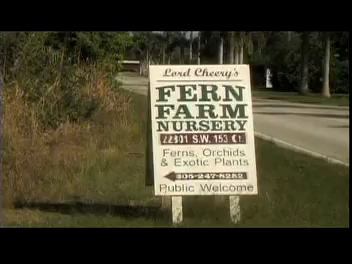 Lord Cheery's
FERN
FARM
NURSERY
22801 S.W. 153 Ct
Ferns, Orchids
& Exotic Plants
305-247-8282
Public Welcome